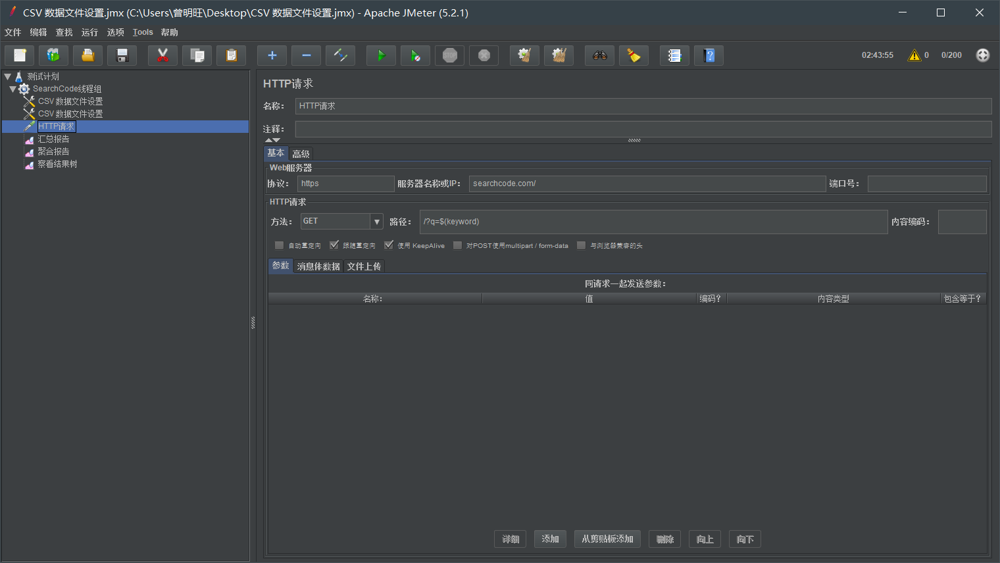 CSV 数据文件设置.jmx (C:\Users\曾明旺\Desktop\CSV 数据文件设置.jmx) - Apache JMeter (5.2.1)
文件 编辑 查找 运行 选项 Tools 帮助
02:43:55 0 0/200
测试计划
SearchCode线程组
CSV 数据文件设置
CSV 数据文件设置
HTTP请求
汇总报告
聚合报告
察看结果树
HTTP请求
名称： HTTP请求
注释：
基本 高级
Web服务器
协议： https 服务器名称或IP： searchcode.com/ 端口号：
HTTP请求
方法： GET 路径： /?q=$(keyword) 内容编码：
自动重定向 跟随重定向 使用 KeepAlive 对POST使用multipart / form-data 与浏览器兼容的头
参数 消息体数据 文件上传
同请求一起发送参数：
名称: 值 编码? 内容类型 包含等于?
详细 添加 从剪贴板添加 删除 向上 向下